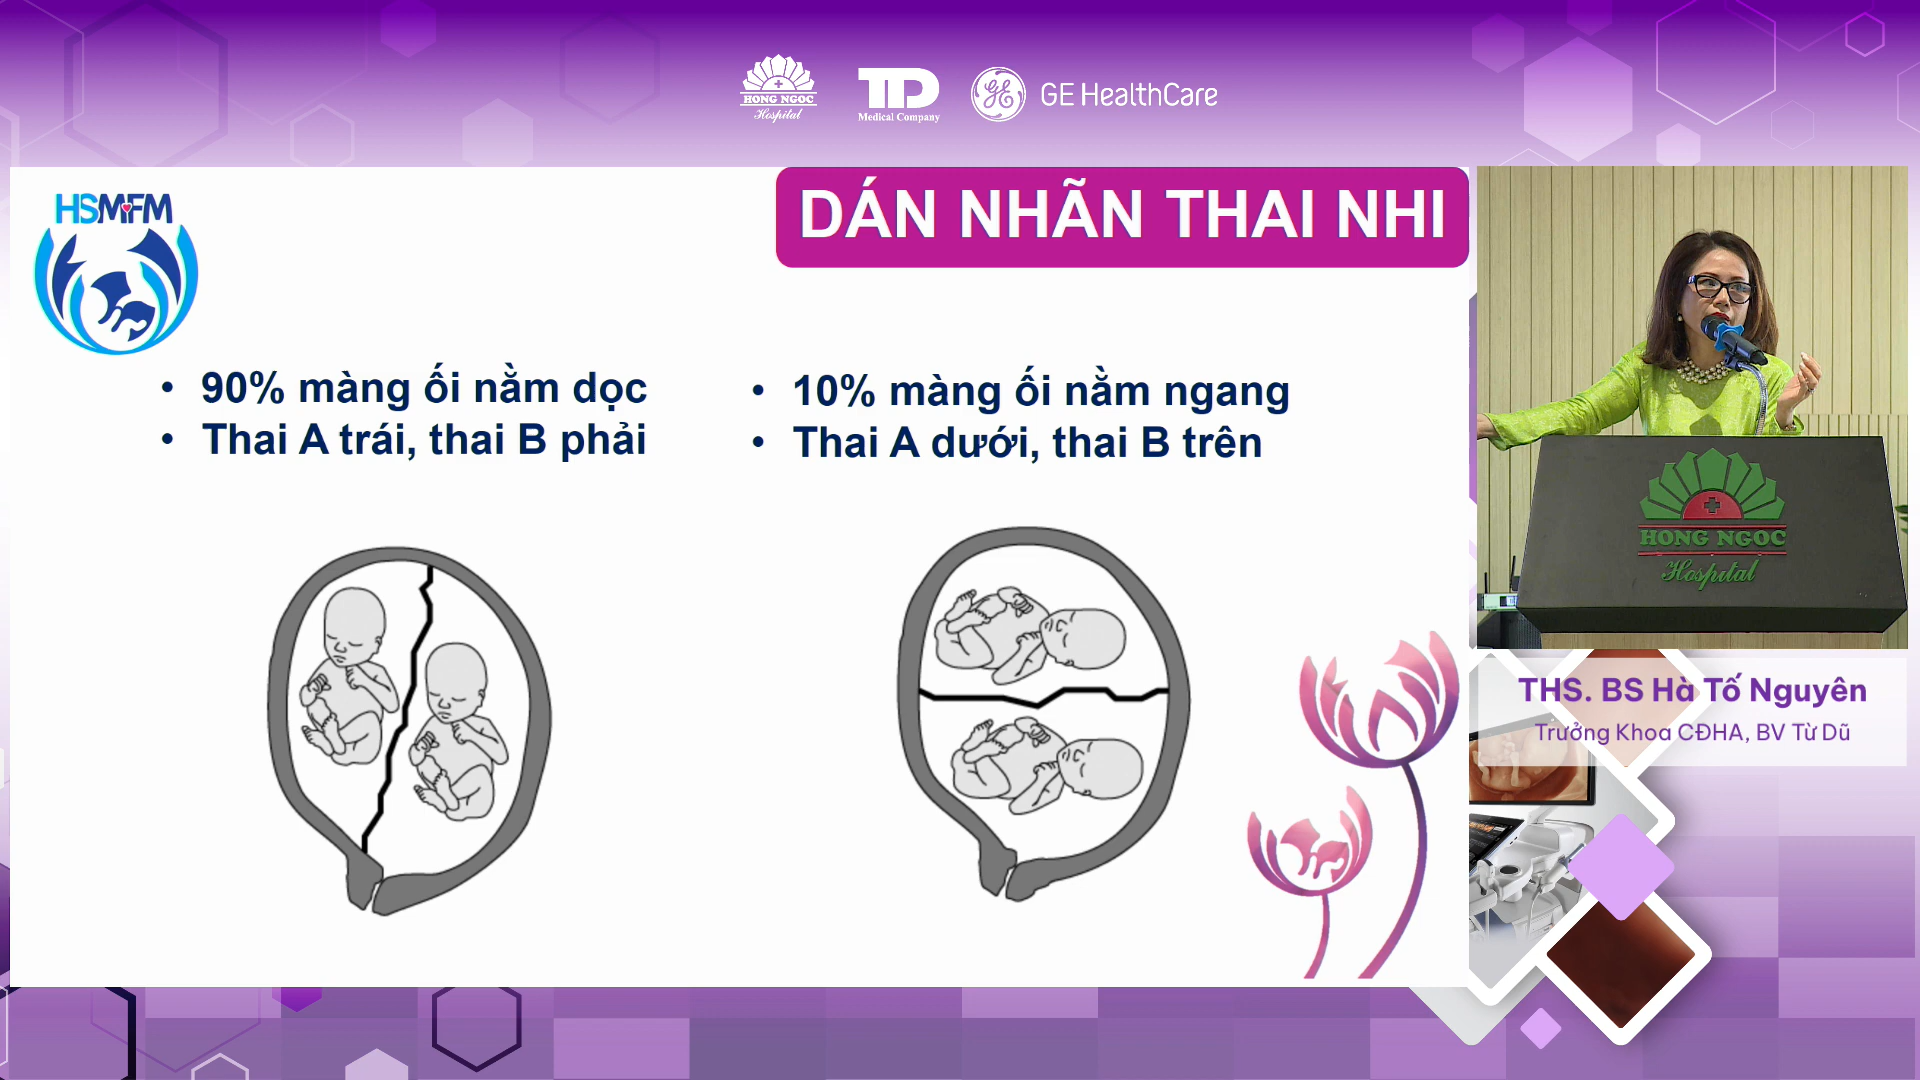 HONG NGOC
Hospital
TD
Medical Company
GE HealthCare
HSMFM
DÁN NHÃN THAI NHI
• 90% màng ối nằm dọc
• Thai A trái, thai B phải
• 10% màng ối nằm ngang
• Thai A dưới, thai B trên
HONG NGOC
Hospital
THS. BS Hà Tố Nguyên
Trưởng Khoa CĐHA, BV Từ Dũ